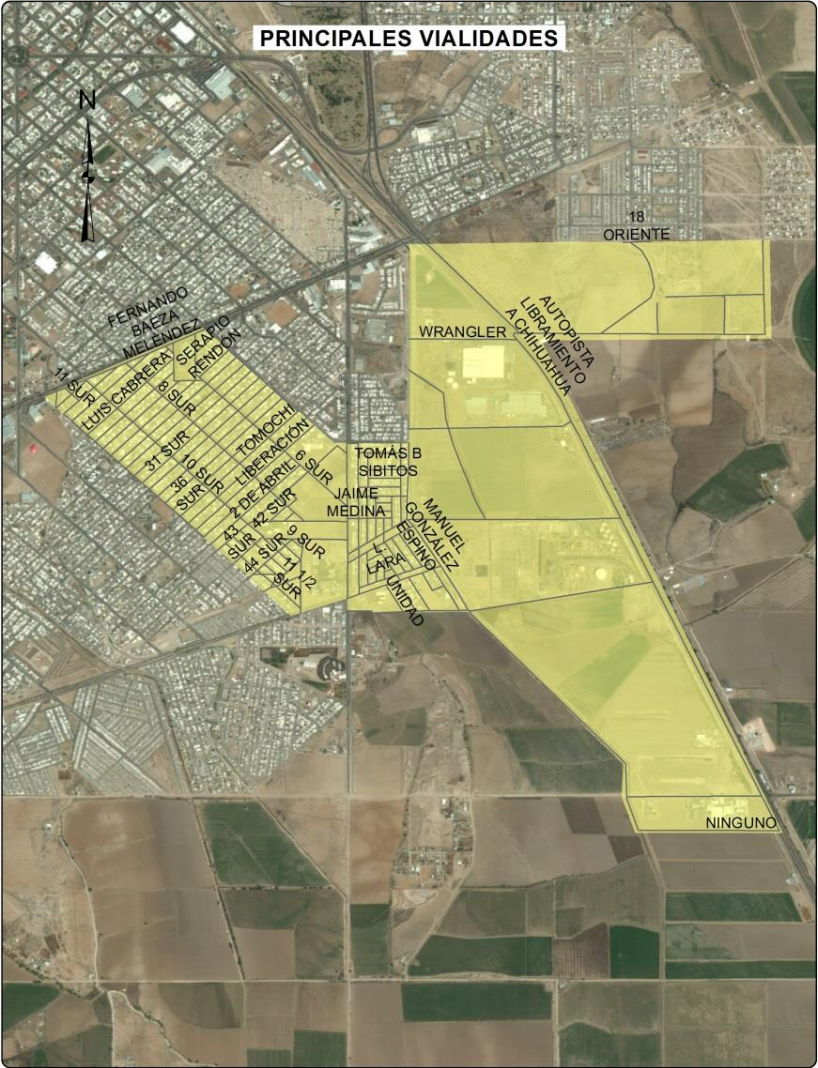 PRINCIPALES VIALIDADES
N
18
ORIENTE
FERNANDO
BAEZA
MELÉNDEZ
SERAPIO
RENDÓN
AUTOPISTA
LIBRAMIENTO
A CHIHUAHUA
WRANGLER
11 SUR
LUIS CABRERA
8 SUR
TOMOCHI
LIBERACIÓN
6 SUR
TOMÁS B
SIBITOS
31 SUR
10 SUR
36
SUR
2 DE ABRIL
42 SUR
JAIME
MEDINA
MANUEL
GONZÁLEZ
ESPINO
43
SUR
9 SUR
44 SUR
11 1/2
SUR
L.
LARA
UNIDAD
NINGUNO